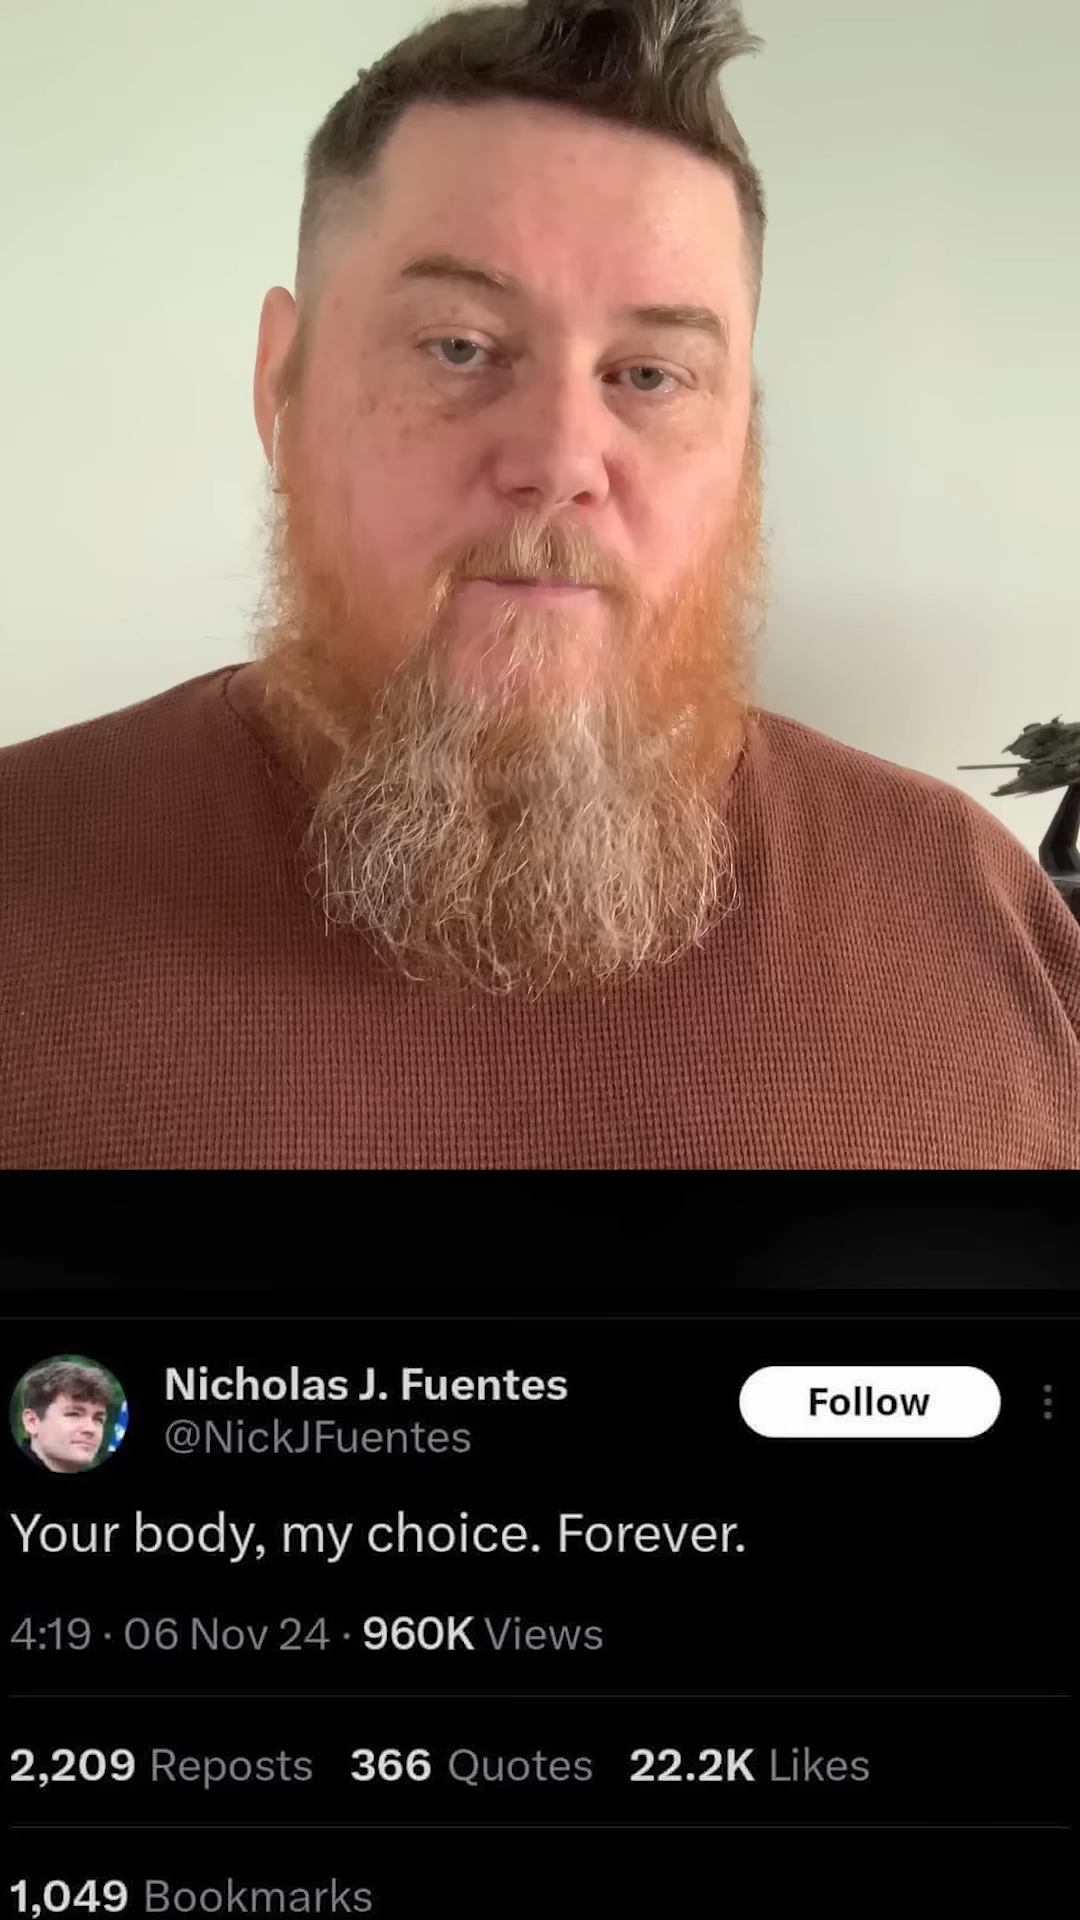 Nicholas J. Fuentes
@NickJFuentes
Follow
Your body, my choice. Forever.
4:19 · 06 Nov 24 · 960K Views
2,209 Reposts 366 Quotes 22.2K Likes
1,049 Bookmarks